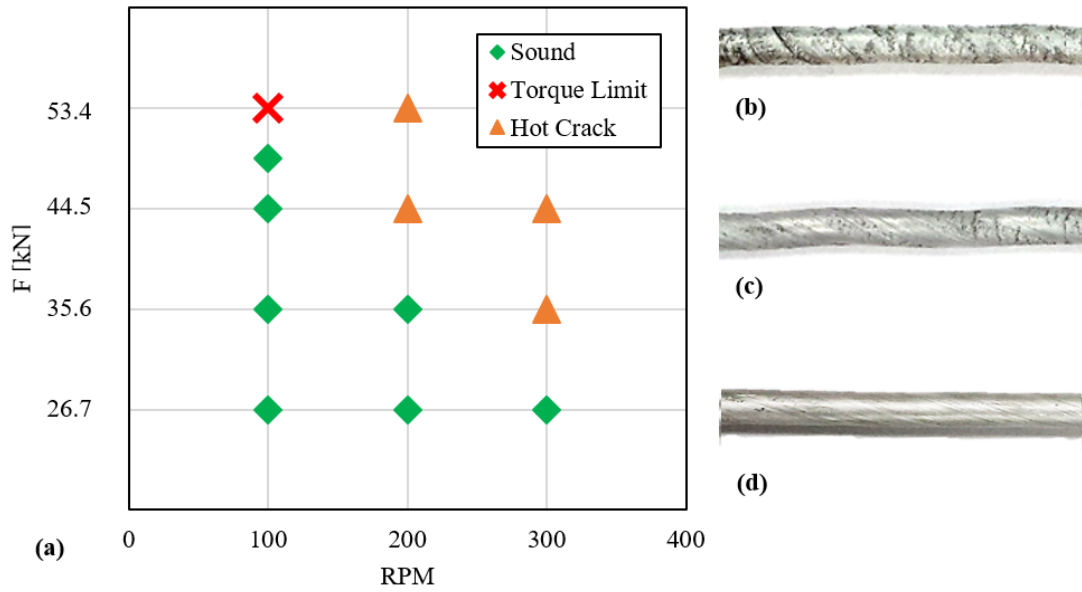 Sound
Torque Limit
Hot Crack
53.4
44.5
35.6
26.7
F [kN]
0 100 200 300 400
RPM
(a)
(b)
(c)
(d)